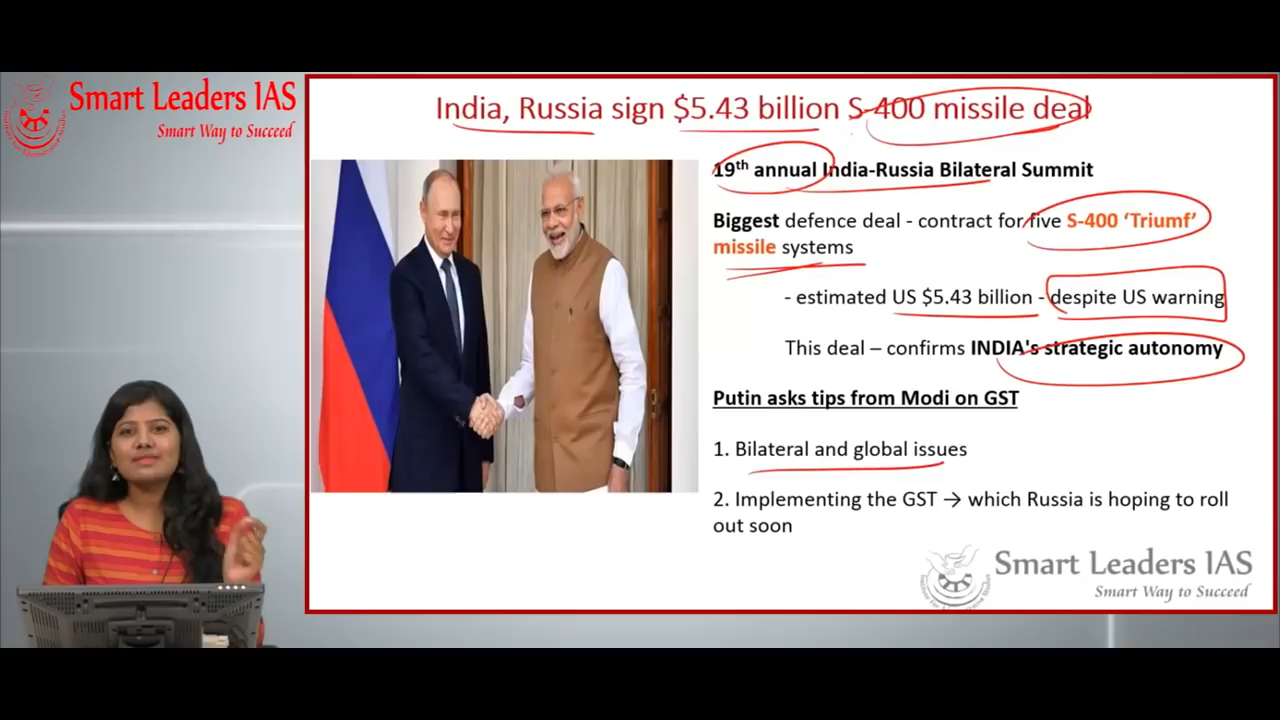 Smart Leaders IAS
Smart Way to Succeed
India, Russia sign $5.43 billion S-400 missile deal
19th annual India-Russia Bilateral Summit
Biggest defence deal - contract for five S-400 ‘Triumf’
missile systems
- estimated US $5.43 billion - despite US warning
This deal – confirms INDIA's strategic autonomy
Putin asks tips from Modi on GST
1. Bilateral and global issues
2. Implementing the GST → which Russia is hoping to roll
out soon
Smart Leaders IAS
Smart Way to Succeed